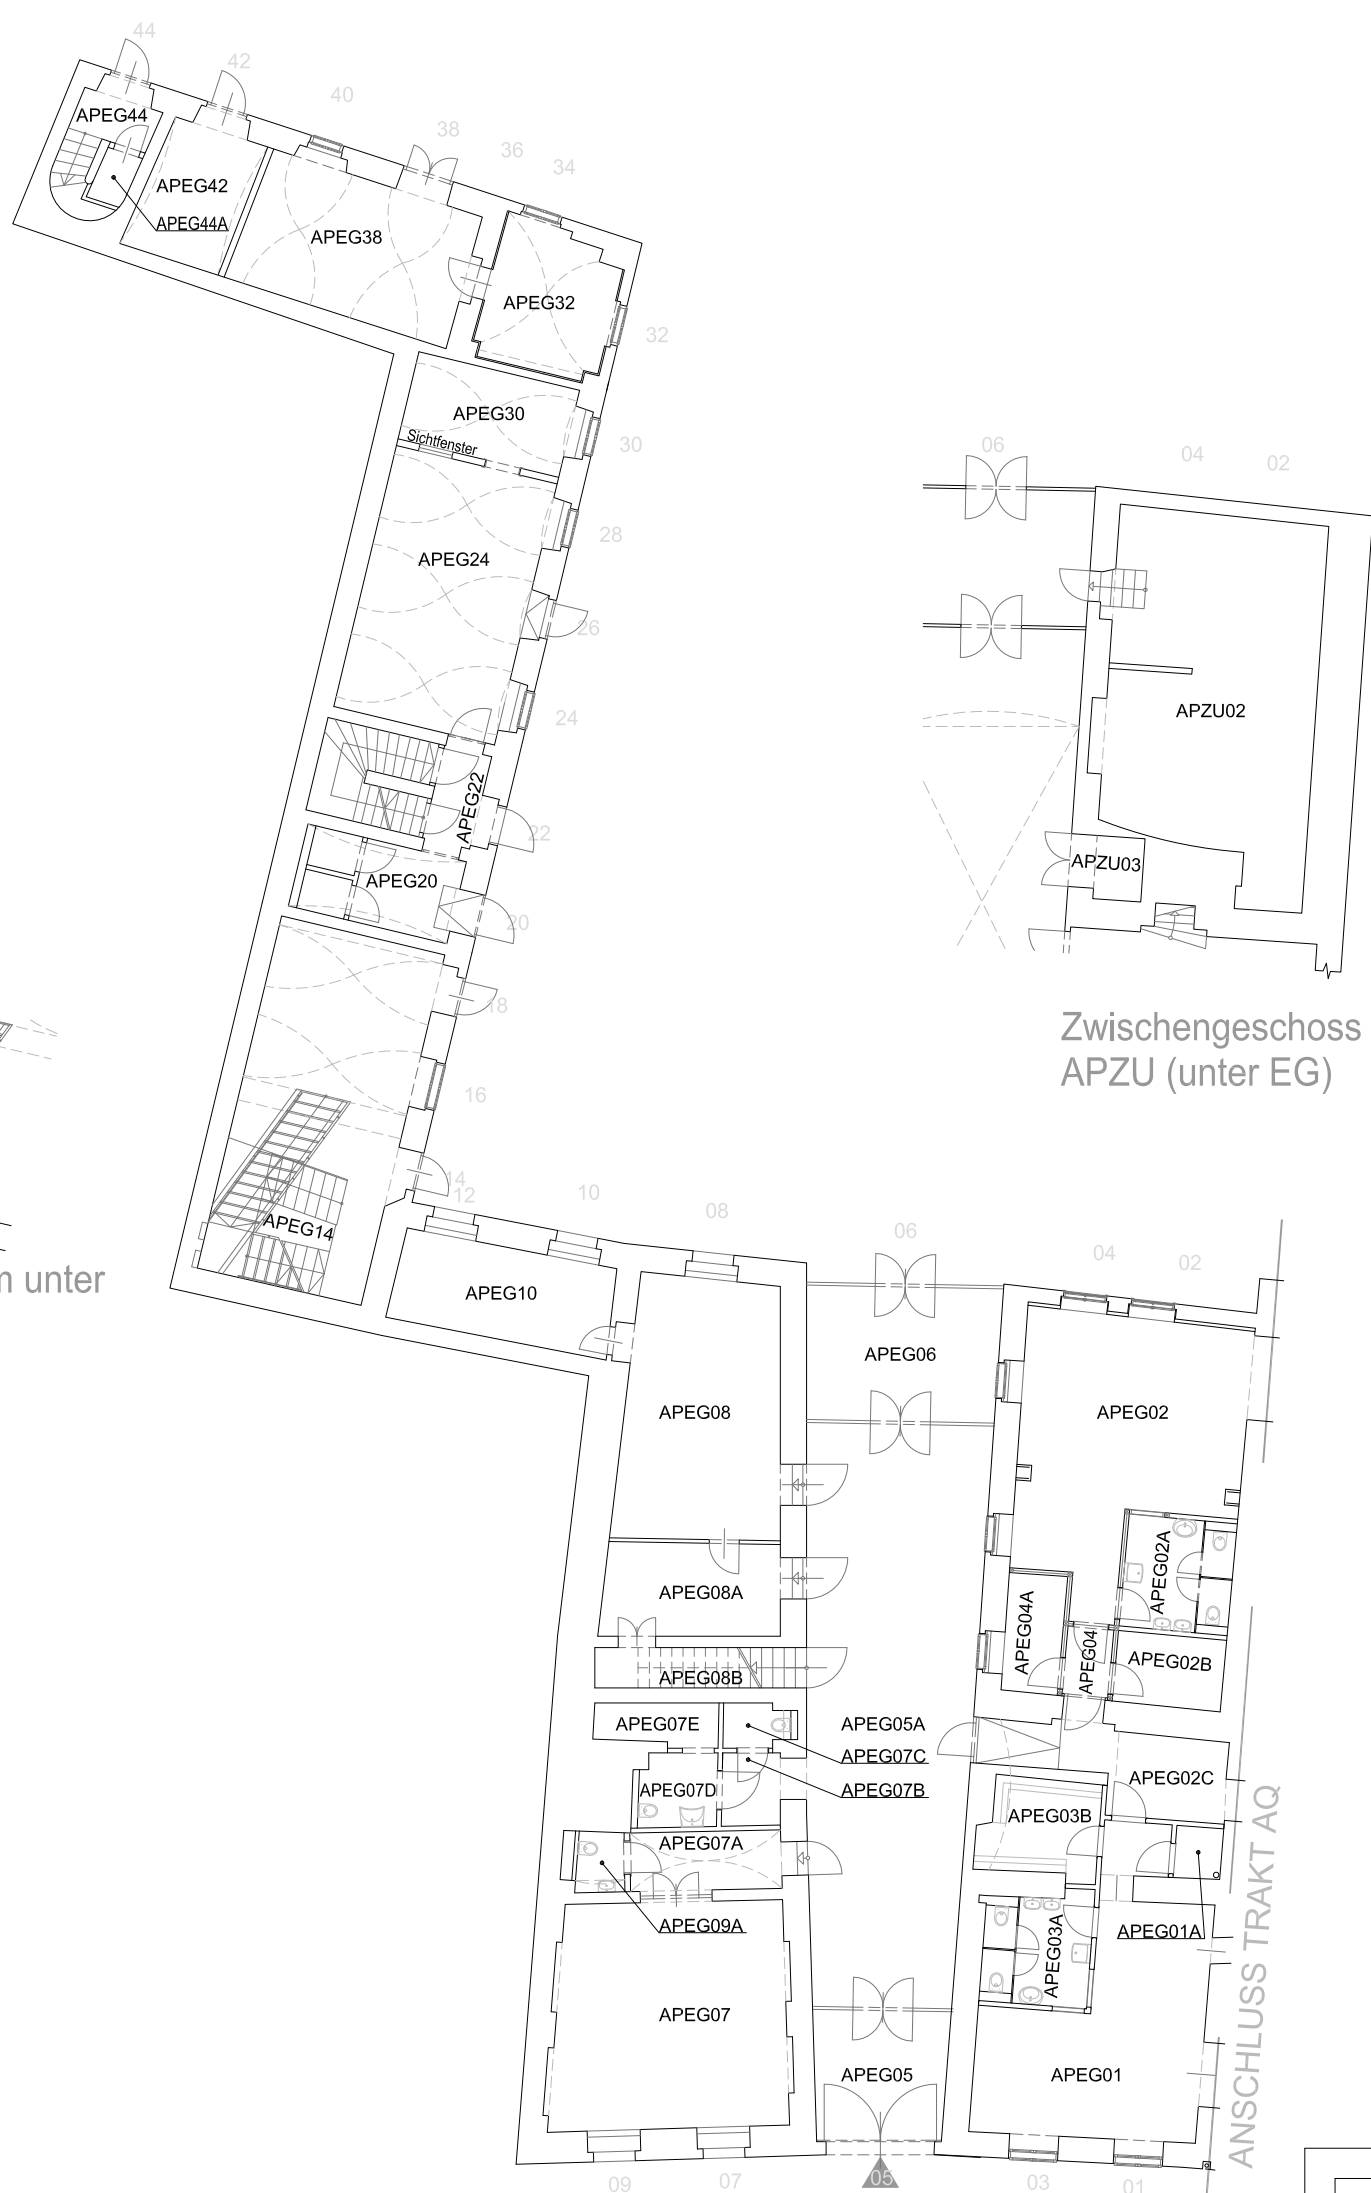 44
42
40
38
36
34
APEG44
APEG42
APEG44A
APEG38
APEG32
32
APEG30
Sichtfenster
30
APEG24
28
26
24
APEG22
22
APEG20
20
18
16
14
12
APEG14
10
08
APEG10
06
04
02
APZU02
APZU03
Zwischengeschoss
APZU (unter EG)
m unter
06
04
02
APEG06
APEG08
APEG02
APEG08A
APEG02A
APEG04A
APEG04
APEG02B
APEG08B
APEG07E
APEG05A
APEG07C
APEG07B
APEG07D
APEG02C
APEG03B
APEG07A
APEG09A
APEG03A
APEG01A
APEG07
APEG05
APEG01
ANSCHLUSS TRAKT AQ
09
07
05
03
01